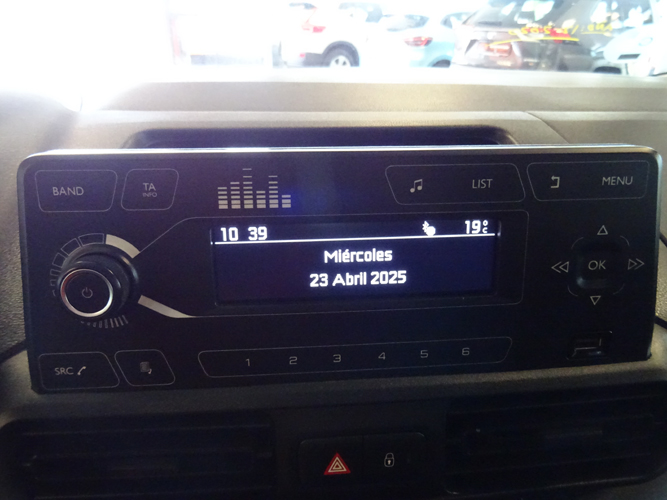 BAND
TA
INFO
LIST
MENU
10 39
19°C
Miércoles
23 Abril 2025
OK
SRC
1 2 3 4 5 6